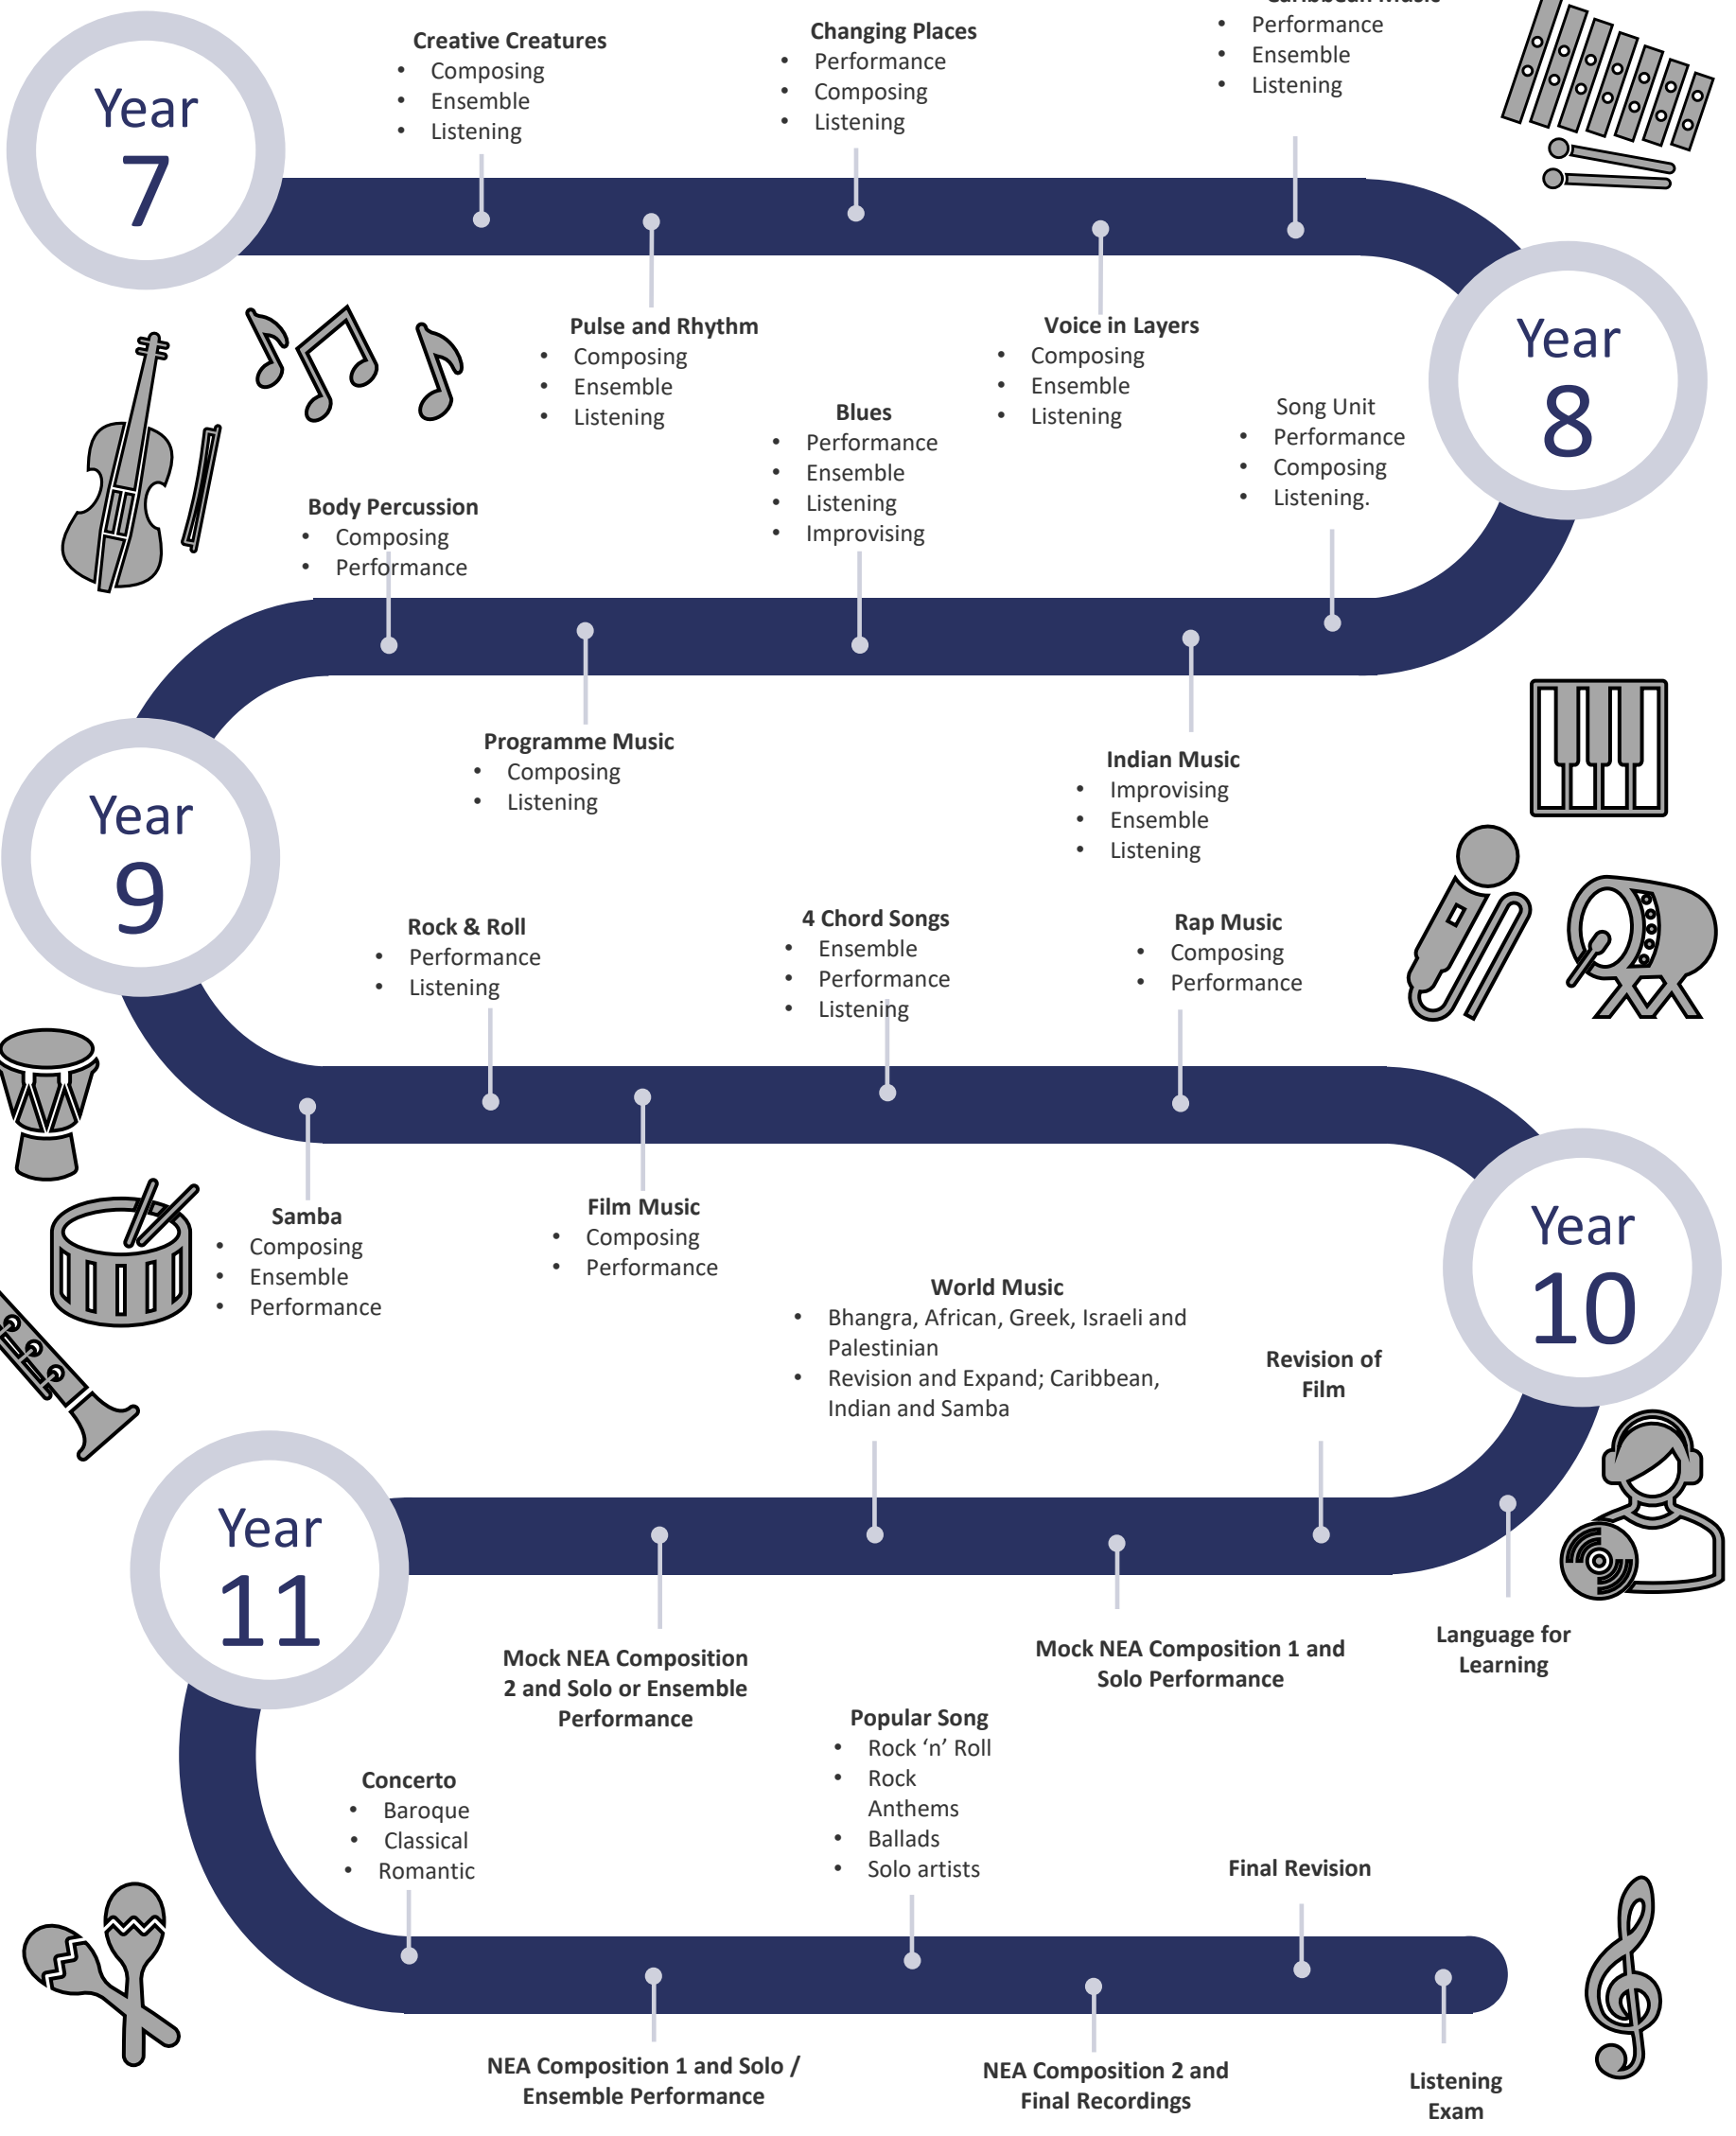 Year
7
Creative Creatures
• Composing
• Ensemble
• Listening
Changing Places
• Performance
• Composing
• Listening
Caribbean Music
• Performance
• Ensemble
• Listening
Pulse and Rhythm
• Composing
• Ensemble
• Listening
Voice in Layers
• Composing
• Ensemble
• Listening
Year
8
Song Unit
• Performance
• Composing
• Listening.
Blues
• Performance
• Ensemble
• Listening
• Improvising
Body Percussion
• Composing
• Performance
Indian Music
• Improvising
• Ensemble
• Listening
Programme Music
• Composing
• Listening
Year
9
Rock & Roll
• Performance
• Listening
4 Chord Songs
• Ensemble
• Performance
• Listening
Rap Music
• Composing
• Performance
Samba
• Composing
• Ensemble
• Performance
Film Music
• Composing
• Performance
Year
10
World Music
• Bhangra, African, Greek, Israeli and
Palestinian
• Revision and Expand; Caribbean,
Indian and Samba
Revision of
Film
Language for
Learning
Mock NEA Composition 1 and
Solo Performance
Mock NEA Composition
2 and Solo or Ensemble
Performance
Year
11
Concerto
• Baroque
• Classical
• Romantic
Popular Song
• Rock ‘n’ Roll
• Rock
Anthems
• Ballads
• Solo artists
Final Revision
NEA Composition 1 and Solo /
Ensemble Performance
NEA Composition 2 and
Final Recordings
Listening
Exam